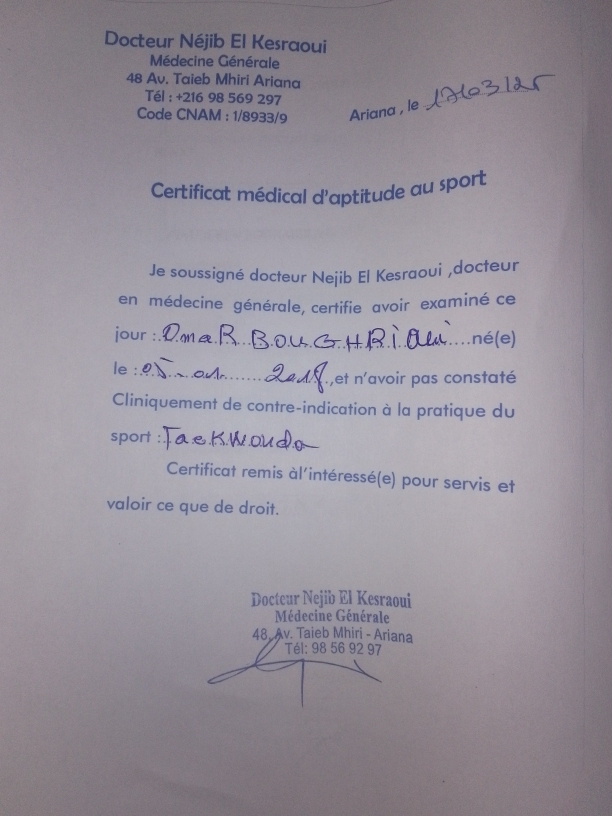 Docteur Néjib El Kesraoui
Médecine Générale
48 Av. Taieb Mhiri Ariana
Tél : +216 98 569 297
Code CNAM : 1/8933/9
Ariana , le 17/03/25
Certificat médical d'aptitude au sport
Je soussigné docteur Nejib El Kesraoui ,docteur
en médecine générale, certifie avoir examiné ce
jour :..OmaR...BOUGHRiani....né(e)
le :.05-01........2018.,et n'avoir pas constaté
Cliniquement de contre-indication à la pratique du
sport :.Taekwondo
Certificat remis àl'intéressé(e) pour servis et
valoir ce que de droit.
Docteur Nejib El Kesraoui
Médecine Générale
48, Av. Taieb Mhiri - Ariana
Tél: 98 56 92 97